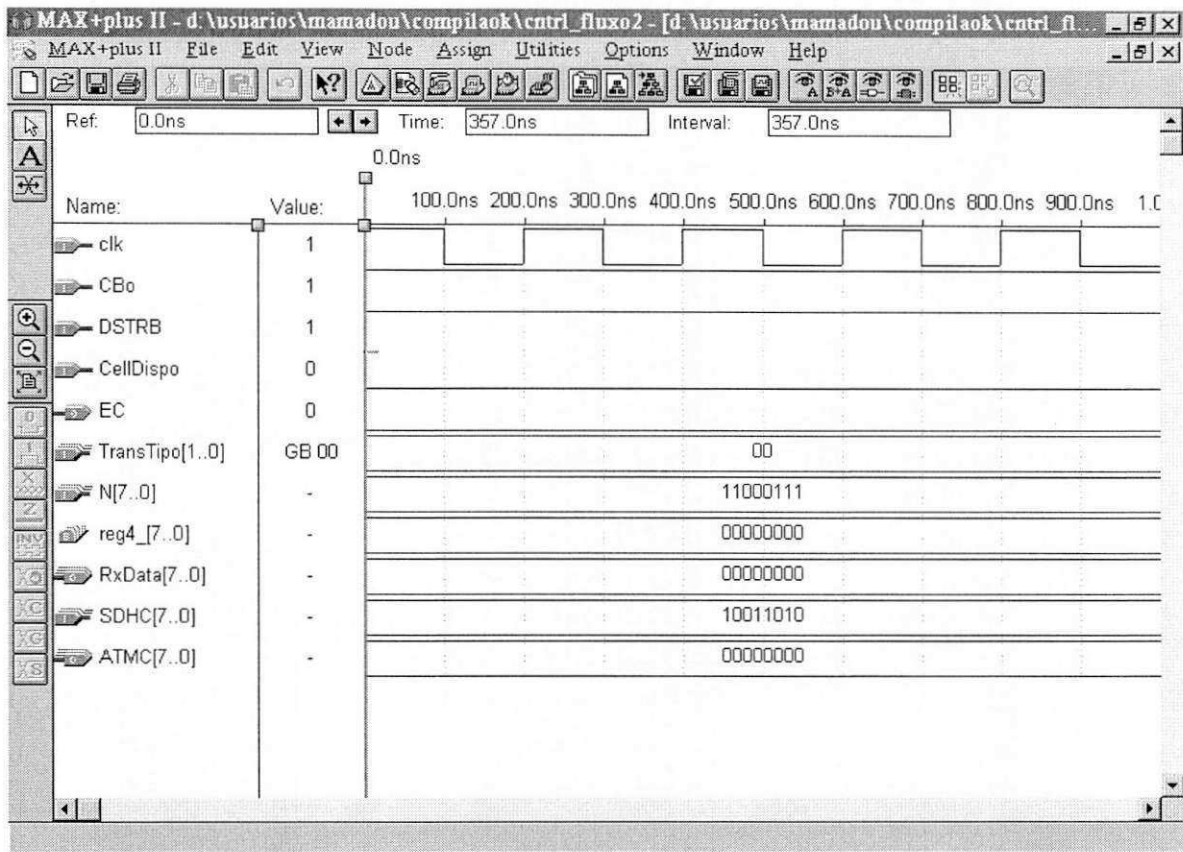 MAX+plus II - d:\usuarios\mamadou\compilaok\cntrl_fluxo2 - [d:\usuarios\mamadou\compilaok\cntrl_fl...
MAX+plus II File Edit View Node Assign Utilities Options Window Help
Ref: 0.0ns Time: 357.0ns Interval: 357.0ns
0.0ns
Name: Value: 100.0ns 200.0ns 300.0ns 400.0ns 500.0ns 600.0ns 700.0ns 800.0ns 900.0ns 1.0
clk 1
CBo 1
DSTRB 1
CellDispo 0
EC 0
TransTipo[1..0] GB 00 00
N[7..0] - 11000111
reg4_[7..0] - 00000000
RxData[7..0] - 00000000
SDHC[7..0] - 10011010
ATMC[7..0] - 00000000